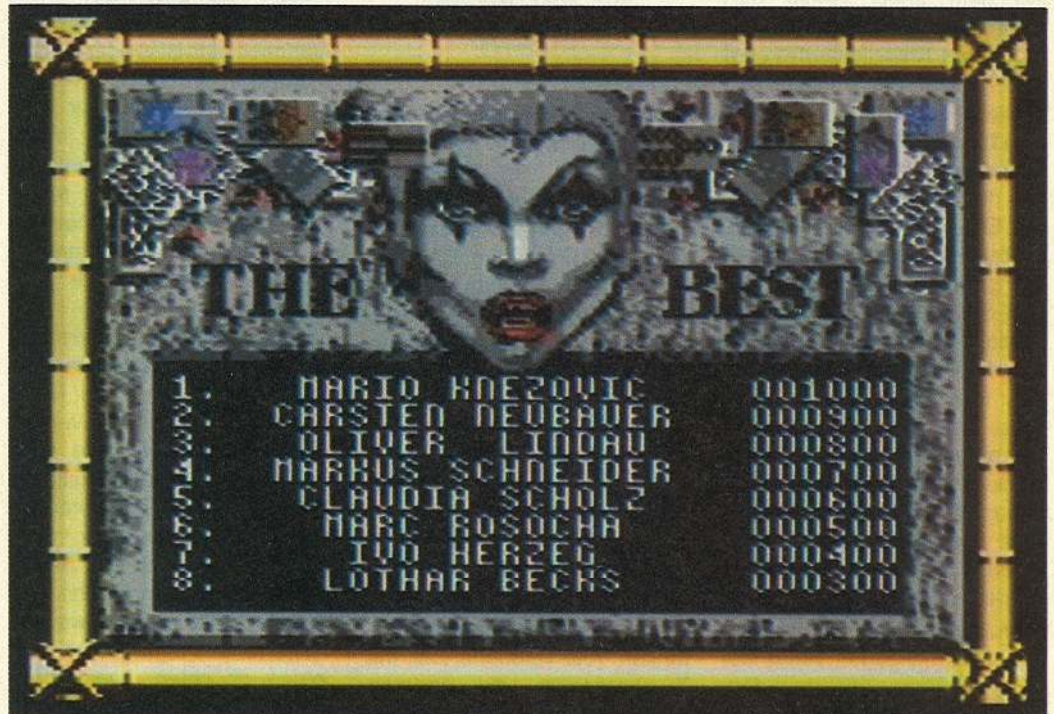 THE BEST
1. MARIO KNEZOVIC 001000
2. CARSTEN NEUBAUER 000900
3. OLIVER LINDAU 000800
4. MARKUS SCHNEIDER 000700
5. CLAUDIA SCHOLZ 000600
6. MARC ROSOCHA 000500
7. IVO HERZEG 000400
8. LOTHAR BECKS 000300